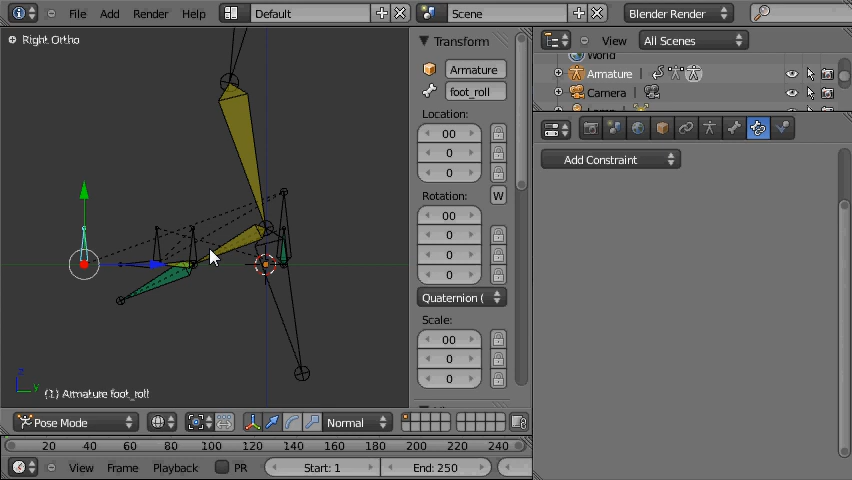 File Add Render Help Default Scene Blender Render
Right Ortho
Transform
Armature
foot_roll
Location:
00
0
0
Rotation:
W
00
0
0
0
Quaternion (
Scale:
00
0
0
View All Scenes
World
Armature
Camera
Add Constraint
z
y
(1) Armature foot_roll
Pose Mode Normal
20 40 60 80 100 120 140 160 180 200 220 240
View Frame Playback PR Start: 1 End: 250